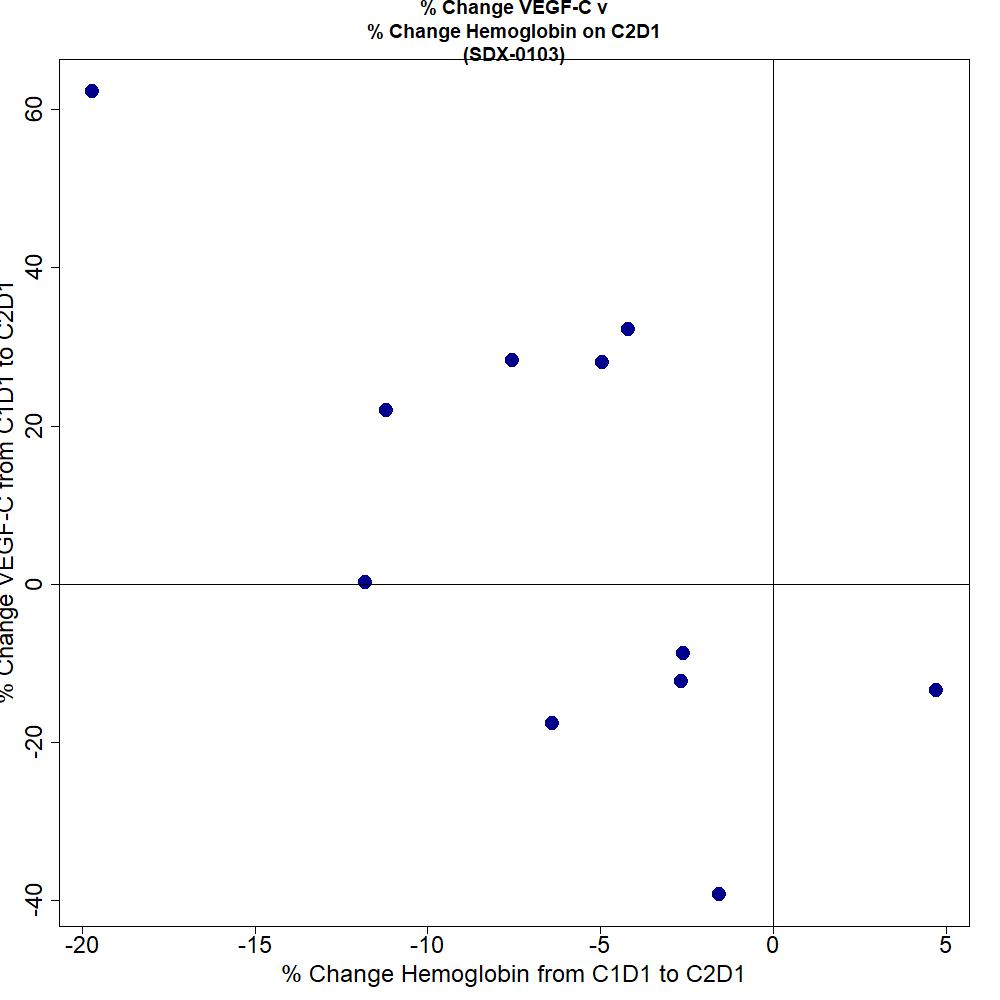 % Change VEGF-C v
% Change Hemoglobin on C2D1
(SDX-0103)
60
40
20
0
-20
-40
% Change VEGF-C from C1D1 to C2D1
-20 -15 -10 -5 0 5
% Change Hemoglobin from C1D1 to C2D1